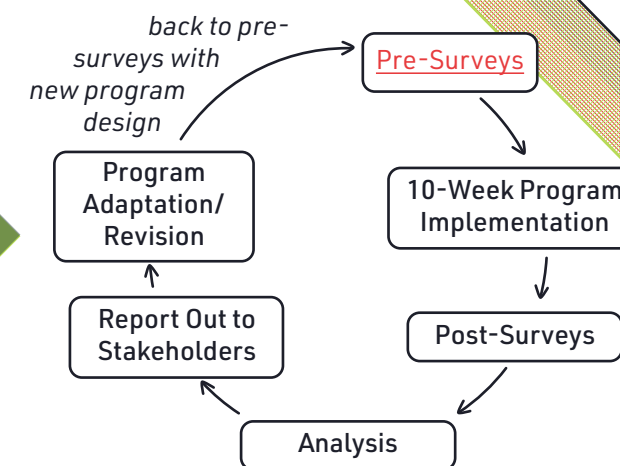 back to pre-
surveys with
new program
design
Pre-Surveys
10-Week Program
Implementation
Post-Surveys
Analysis
Report Out to
Stakeholders
Program
Adaptation/
Revision